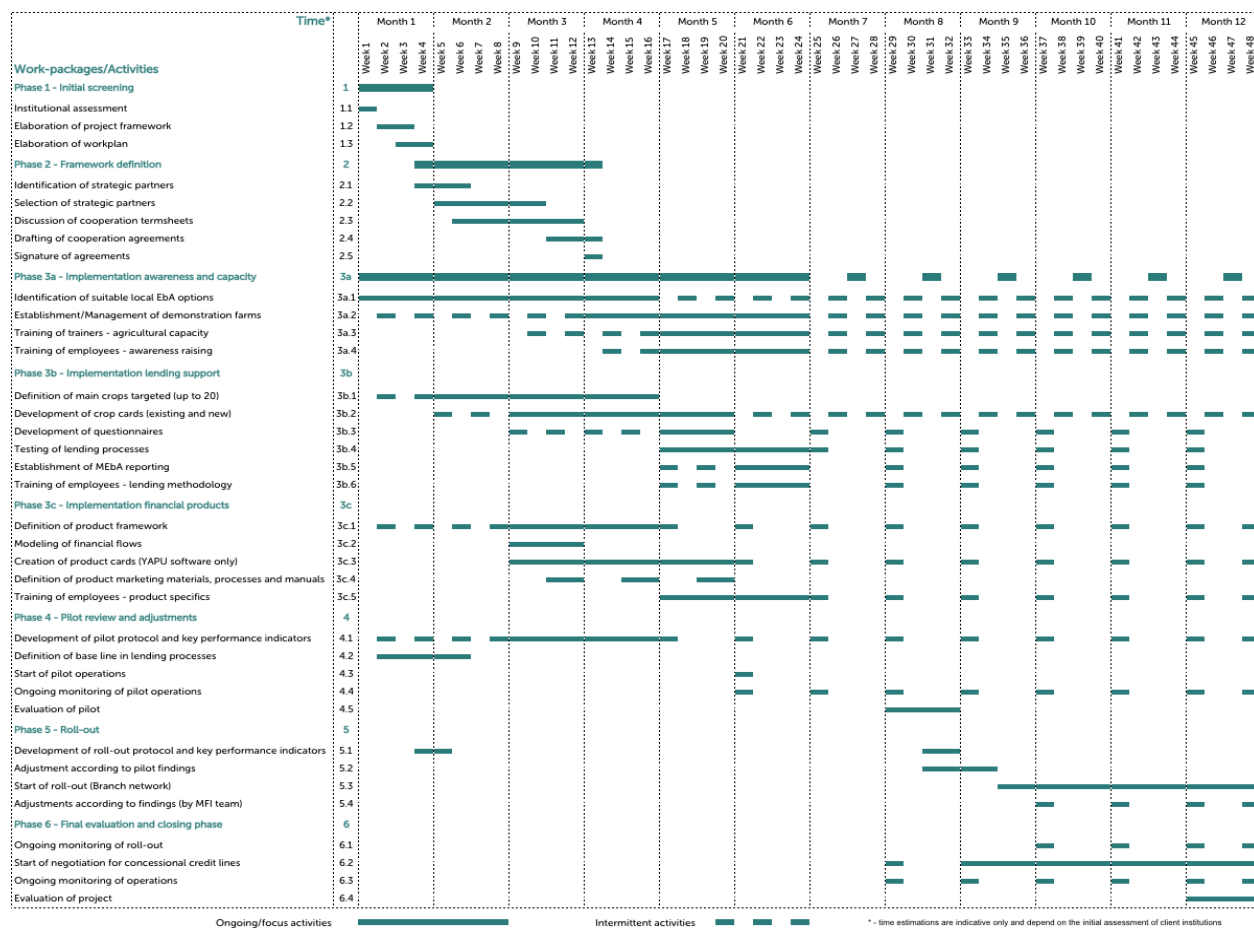 Time*
Month 1 Month 2 Month 3 Month 4 Month 5 Month 6 Month 7 Month 8 Month 9 Month 10 Month 11 Month 12
Week 1 Week 2 Week 3 Week 4 Week 5 Week 6 Week 7 Week 8 Week 9 Week 10 Week 11 Week 12 Week 13 Week 14 Week 15 Week 16 Week 17 Week 18 Week 19 Week 20 Week 21 Week 22 Week 23 Week 24 Week 25 Week 26 Week 27 Week 28 Week 29 Week 30 Week 31 Week 32 Week 33 Week 34 Week 35 Week 36 Week 37 Week 38 Week 39 Week 40 Week 41 Week 42 Week 43 Week 44 Week 45 Week 46 Week 47 Week 48
Work-packages/Activities
Phase 1 - Initial screening 1
Institutional assessment 1.1
Elaboration of project framework 1.2
Elaboration of workplan 1.3
Phase 2 - Framework definition 2
Identification of strategic partners 2.1
Selection of strategic partners 2.2
Discussion of cooperation termsheets 2.3
Drafting of cooperation agreements 2.4
Signature of agreements 2.5
Phase 3a - Implementation awareness and capacity 3a
Identification of suitable local EbA options 3a.1
Establishment/Management of demonstration farms 3a.2
Training of trainers - agricultural capacity 3a.3
Training of employees - awareness raising 3a.4
Phase 3b - Implementation lending support 3b
Definition of main crops targeted (up to 20) 3b.1
Development of crop cards (existing and new) 3b.2
Development of questionnaires 3b.3
Testing of lending processes 3b.4
Establishment of MEbA reporting 3b.5
Training of employees - lending methodology 3b.6
Phase 3c - Implementation financial products 3c
Definition of product framework 3c.1
Modeling of financial flows 3c.2
Creation of product cards (YAPU software only) 3c.3
Definition of product marketing materials, processes and manuals 3c.4
Training of employees - product specifics 3c.5
Phase 4 - Pilot review and adjustments 4
Development of pilot protocol and key performance indicators 4.1
Definition of base line in lending processes 4.2
Start of pilot operations 4.3
Ongoing monitoring of pilot operations 4.4
Evaluation of pilot 4.5
Phase 5 - Roll-out 5
Development of roll-out protocol and key performance indicators 5.1
Adjustment according to pilot findings 5.2
Start of roll-out (Branch network) 5.3
Adjustments according to findings (by MFI team) 5.4
Phase 6 - Final evaluation and closing phase 6
Ongoing monitoring of roll-out 6.1
Start of negotiation for concessional credit lines 6.2
Ongoing monitoring of operations 6.3
Evaluation of project 6.4
Ongoing/focus activities Intermittent activities * - time estimations are indicative only and depend on the initial assessment of client institutions